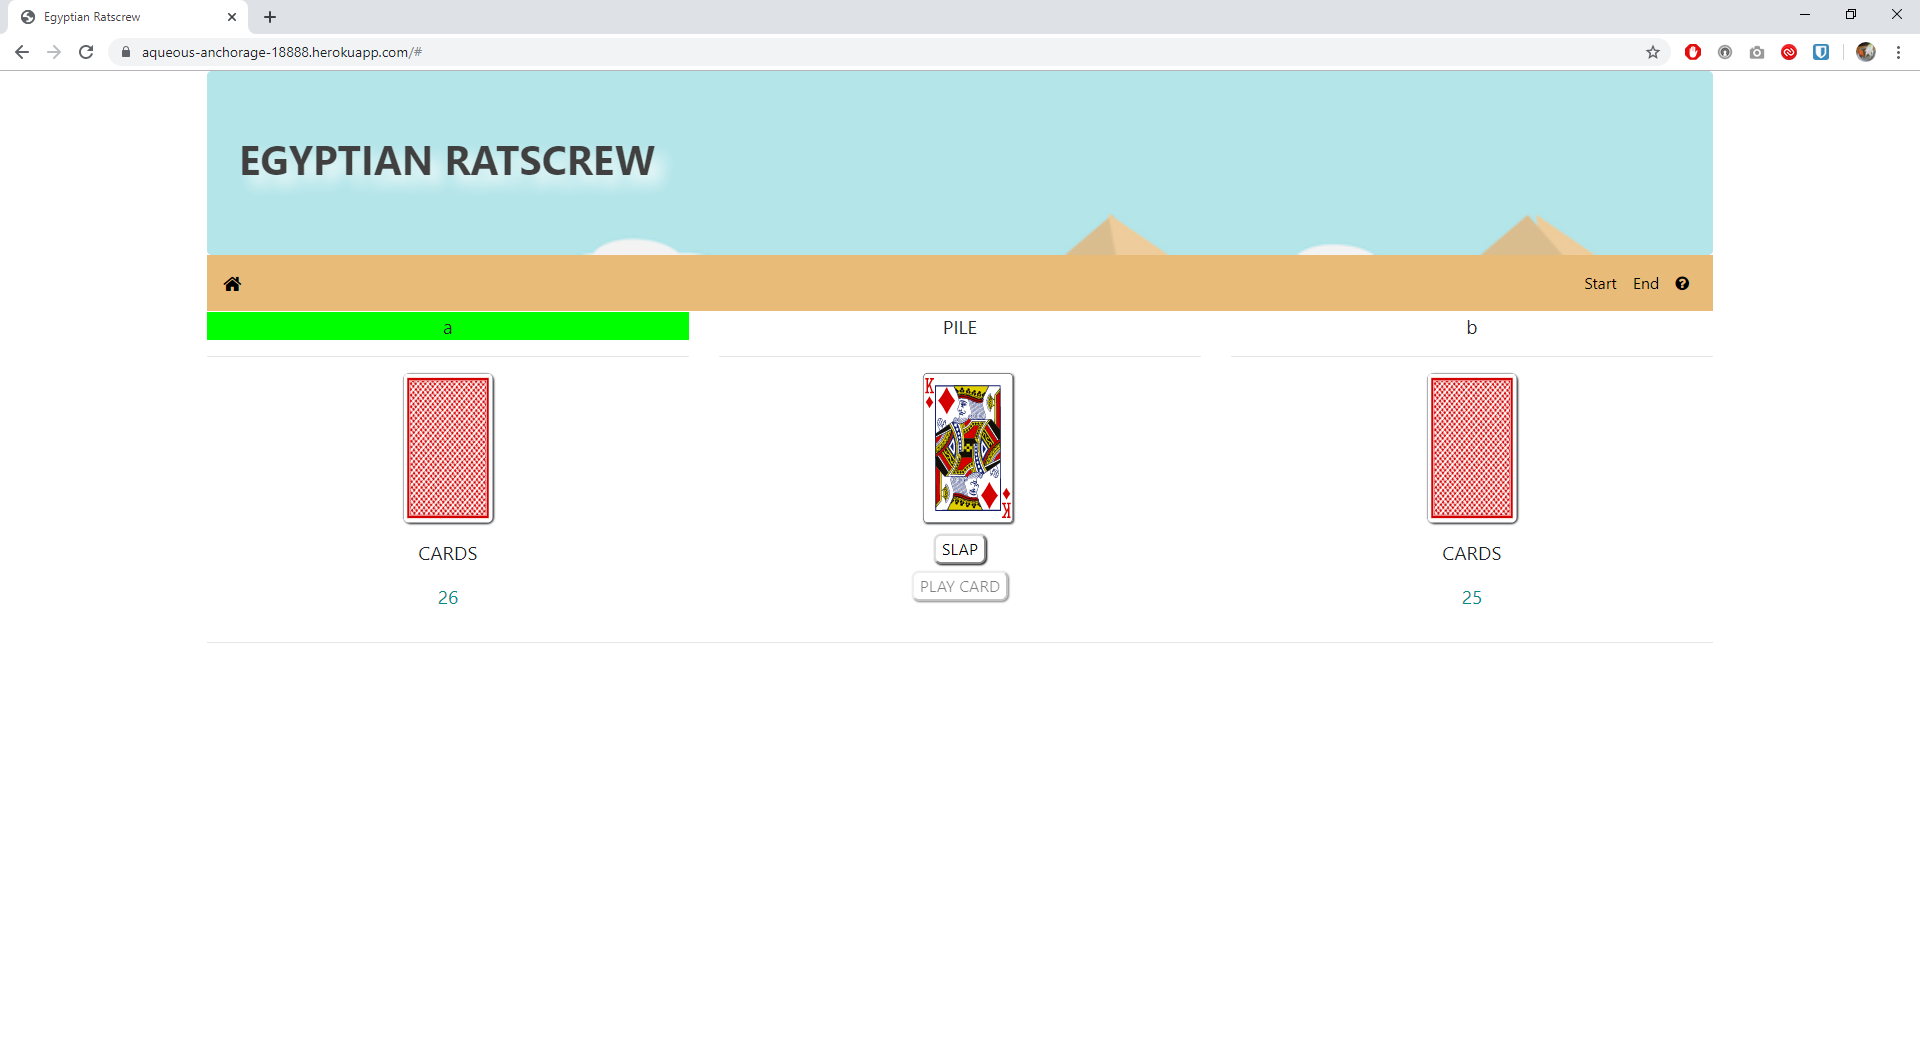 Egyptian Ratscrew
aqueous-anchorage-18888.herokuapp.com/#
EGYPTIAN RATSCREW
Start End
a
PILE
b
K
K
SLAP
PLAY CARD
CARDS
26
CARDS
25